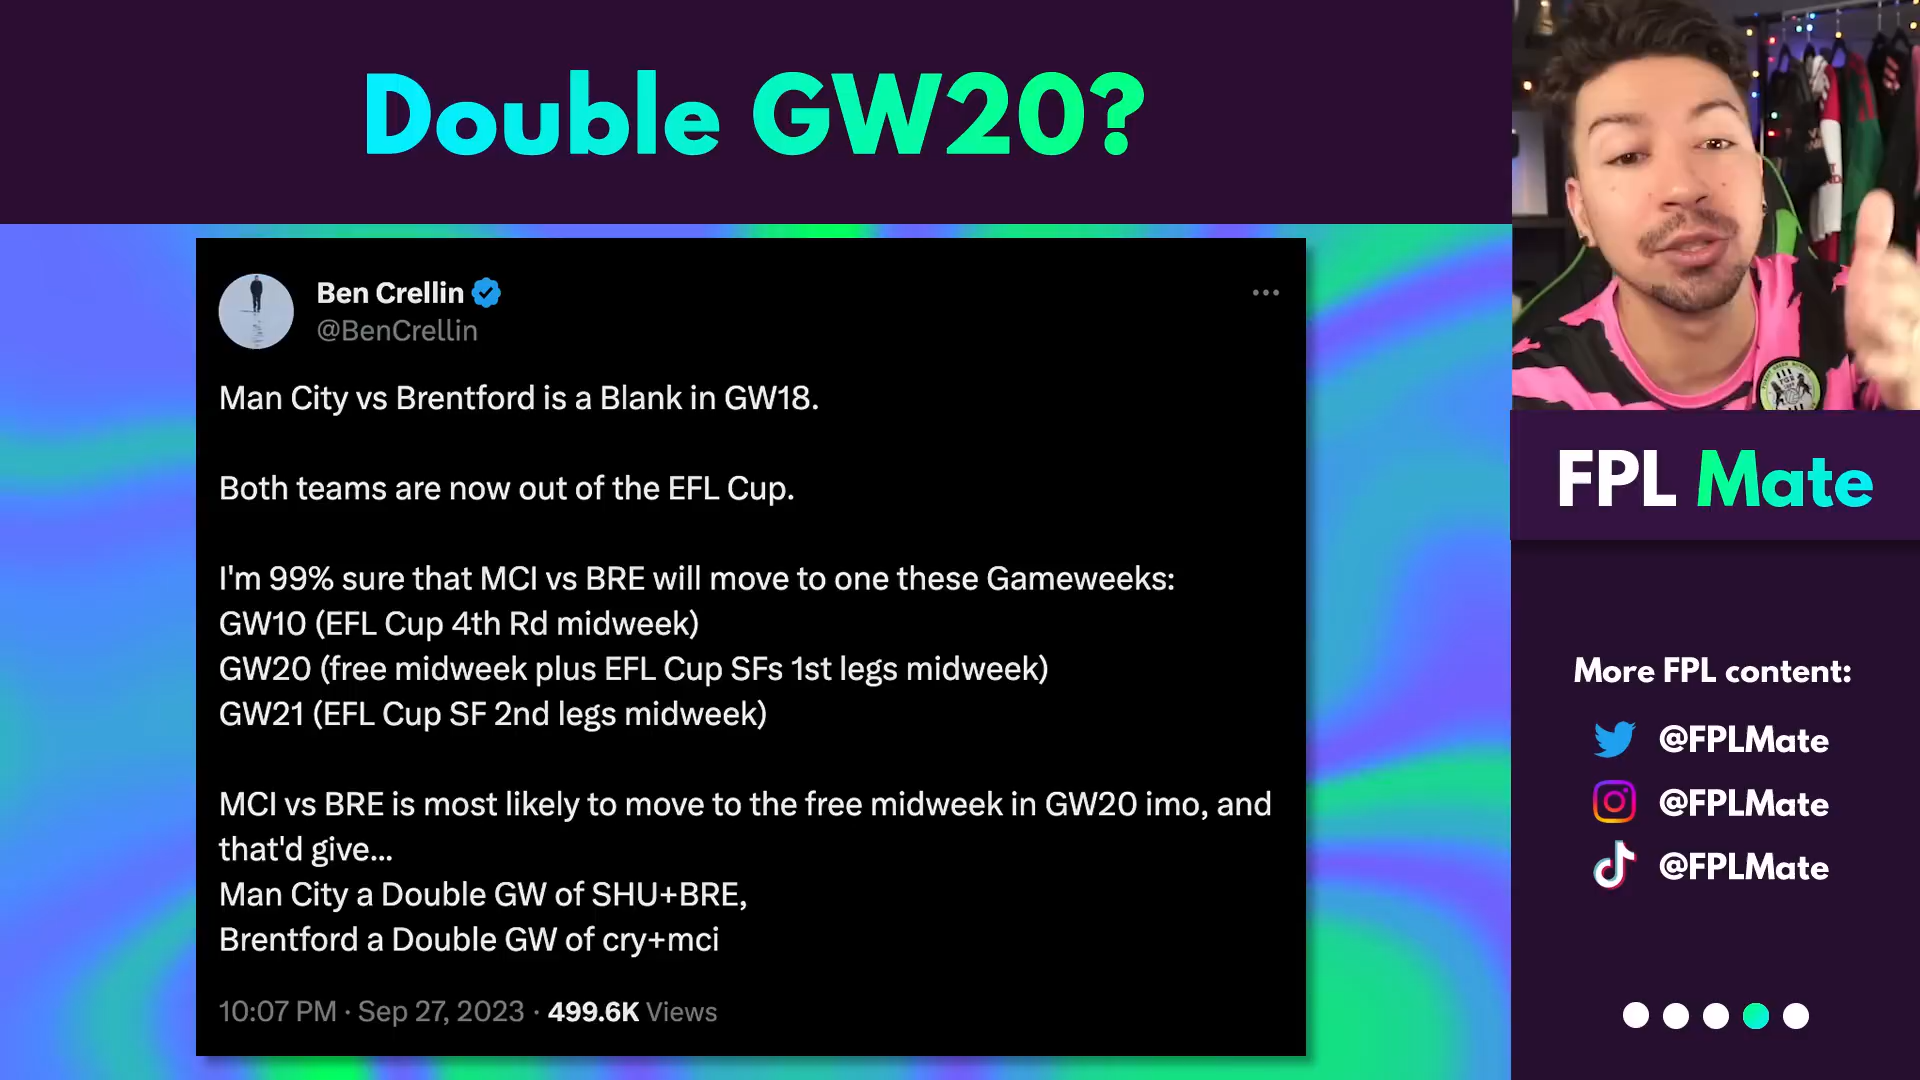 Double GW20?
Ben Crellin
@BenCrellin
Man City vs Brentford is a Blank in GW18.
Both teams are now out of the EFL Cup.
I'm 99% sure that MCI vs BRE will move to one these Gameweeks:
GW10 (EFL Cup 4th Rd midweek)
GW20 (free midweek plus EFL Cup SFs 1st legs midweek)
GW21 (EFL Cup SF 2nd legs midweek)
MCI vs BRE is most likely to move to the free midweek in GW20 imo, and
that'd give...
Man City a Double GW of SHU+BRE,
Brentford a Double GW of cry+mci
10:07 PM · Sep 27, 2023 · 499.6K Views
FPL Mate
More FPL content:
@FPLMate
@FPLMate
@FPLMate